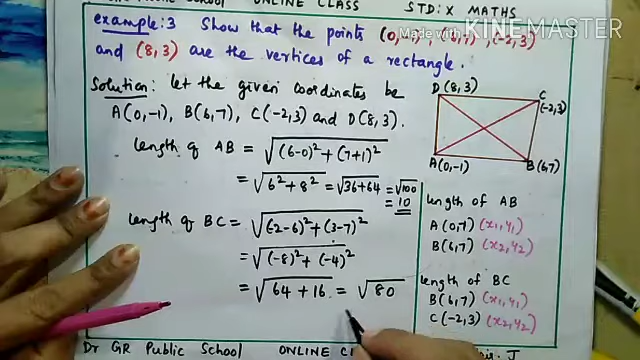 Public School ONLINE CLASS STD: X MATHS
Made with KINEMASTER
example:3 Show that the points (0,-1), (6,7), (-2,3)
and (8,3) are the vertices of a rectangle.
Solution: let the given coordinates be
A(0,-1), B(6,7), C(-2,3) and D(8,3).
length of AB = √(6-0)²+(7+1)²
= √6²+8² = √36+64 = √100
= 10
length of BC = √(-2-6)²+(3-7)²
= √(-8)²+(-4)²
= √64+16 = √80
D(8,3)
C
(-2,3)
A(0,-1)
B(6,7)
length of AB
A(0,-1) (x₁,y₁)
B(6,7) (x₂,y₂)
length of BC
B(6,7) (x₁,y₁)
C(-2,3) (x₂,y₂)
Dr GR Public School ONLINE